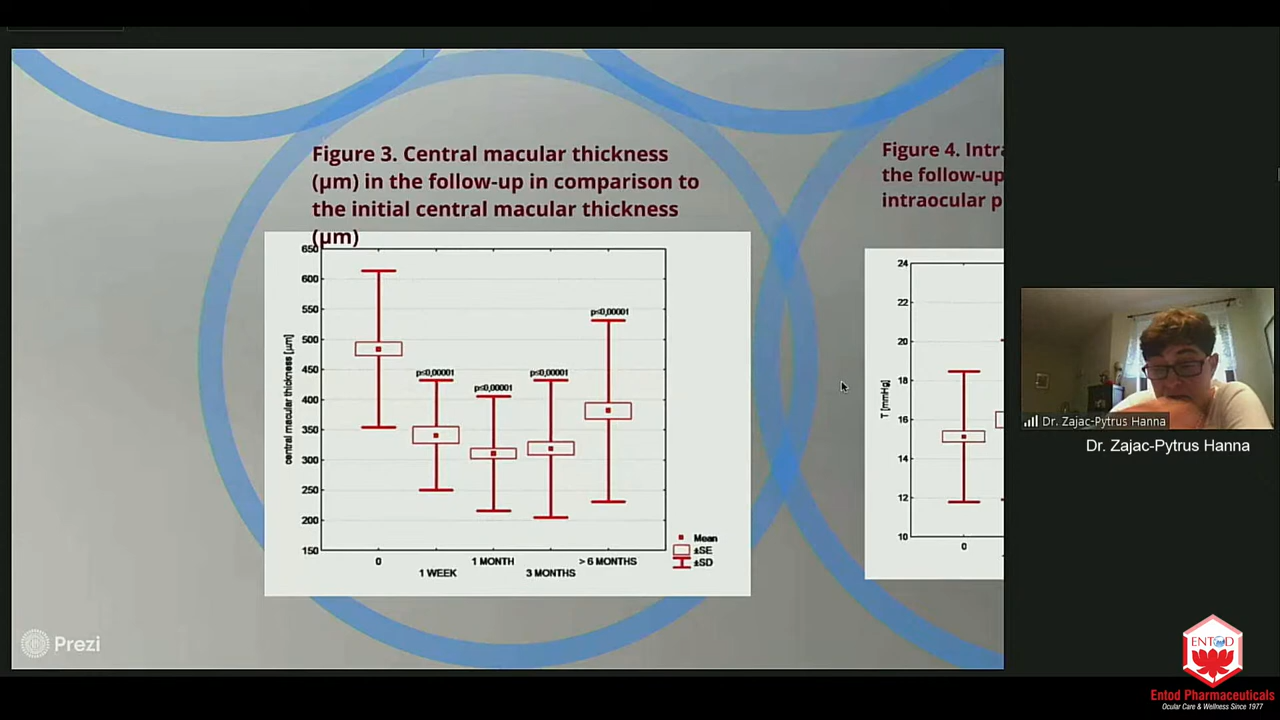 Figure 3. Central macular thickness
(μm) in the follow-up in comparison to
the initial central macular thickness
(μm)
650
600
550
500
450
400
350
300
250
200
150
central macular thickness [μm]
p≤0,00001
p≤0,00001
p≤0,00001
p≤0,00001
0
1 WEEK
1 MONTH
3 MONTHS
> 6 MONTHS
Mean
±SE
±SD
Figure 4. Intra
the follow-up
intraocular p
24
22
20
18
16
14
12
10
T [mmHg]
0
Prezi
Dr. Zajac-Pytrus Hanna
Dr. Zajac-Pytrus Hanna
ENTOD
Entod Pharmaceuticals
Ocular Care & Wellness Since 1977